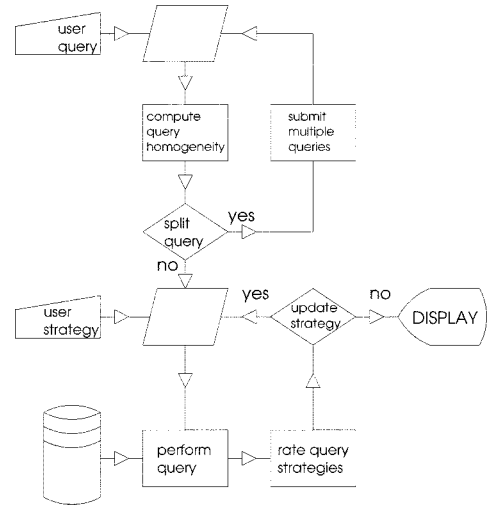 user
query
compute
query
homogeneity
submit
multiple
queries
split
query
yes
no
user
strategy
yes
update
strategy
no
DISPLAY
perform
query
rate query
strategies